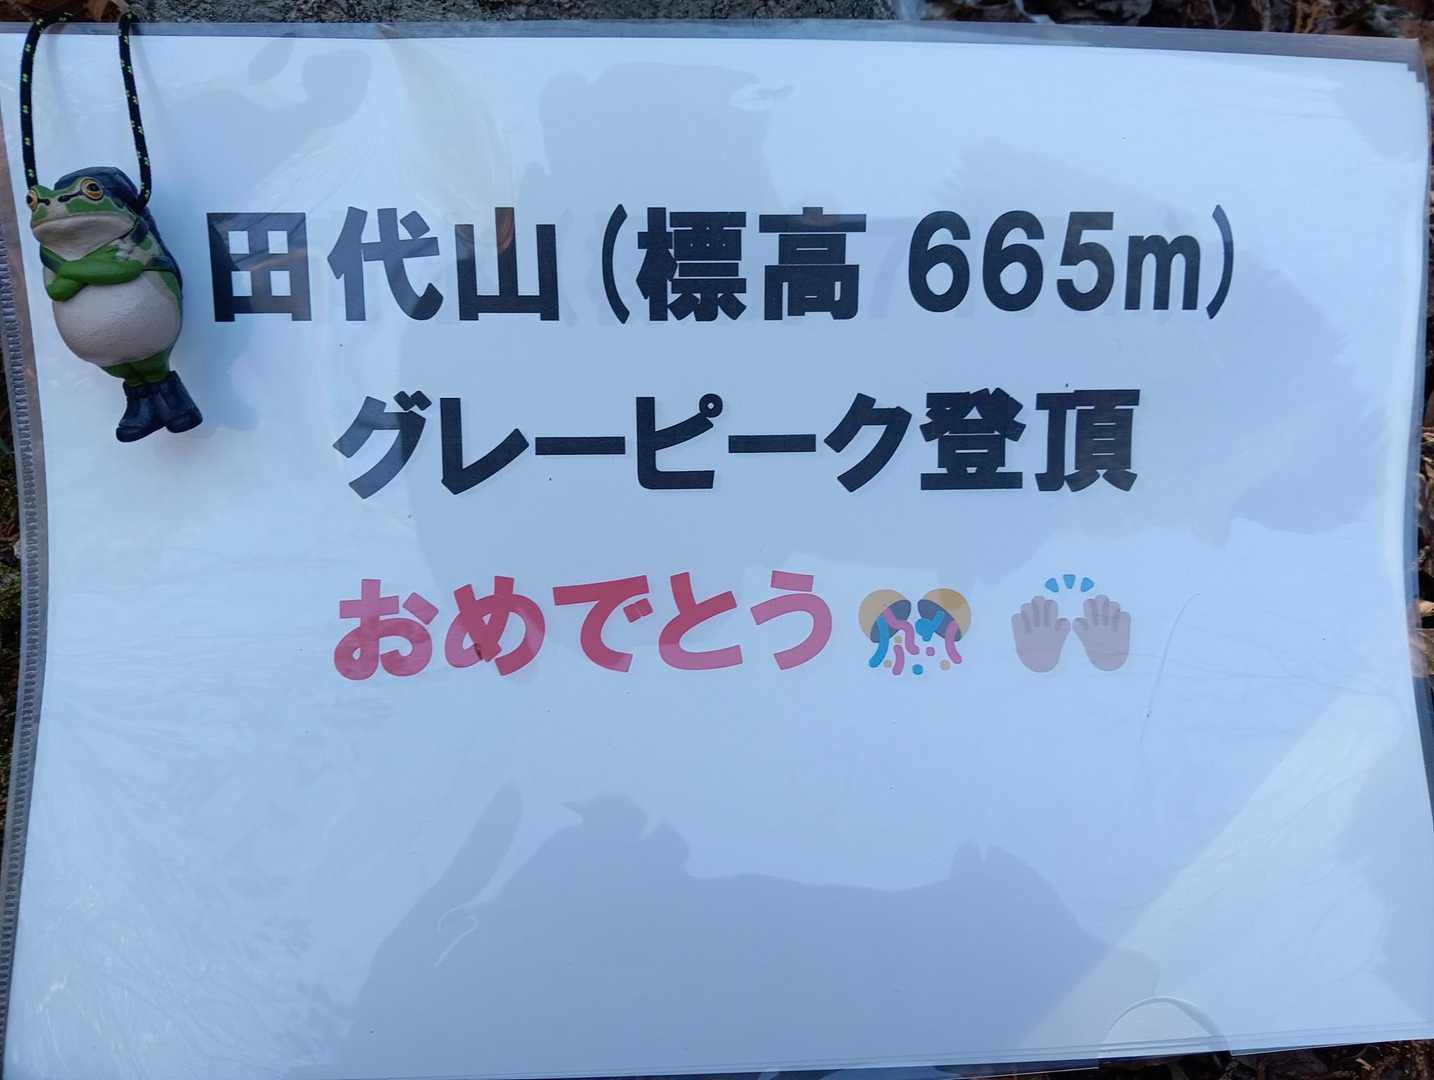 田代山(標高 665m)
グレーピーク登頂
おめでとう🎊 🙌